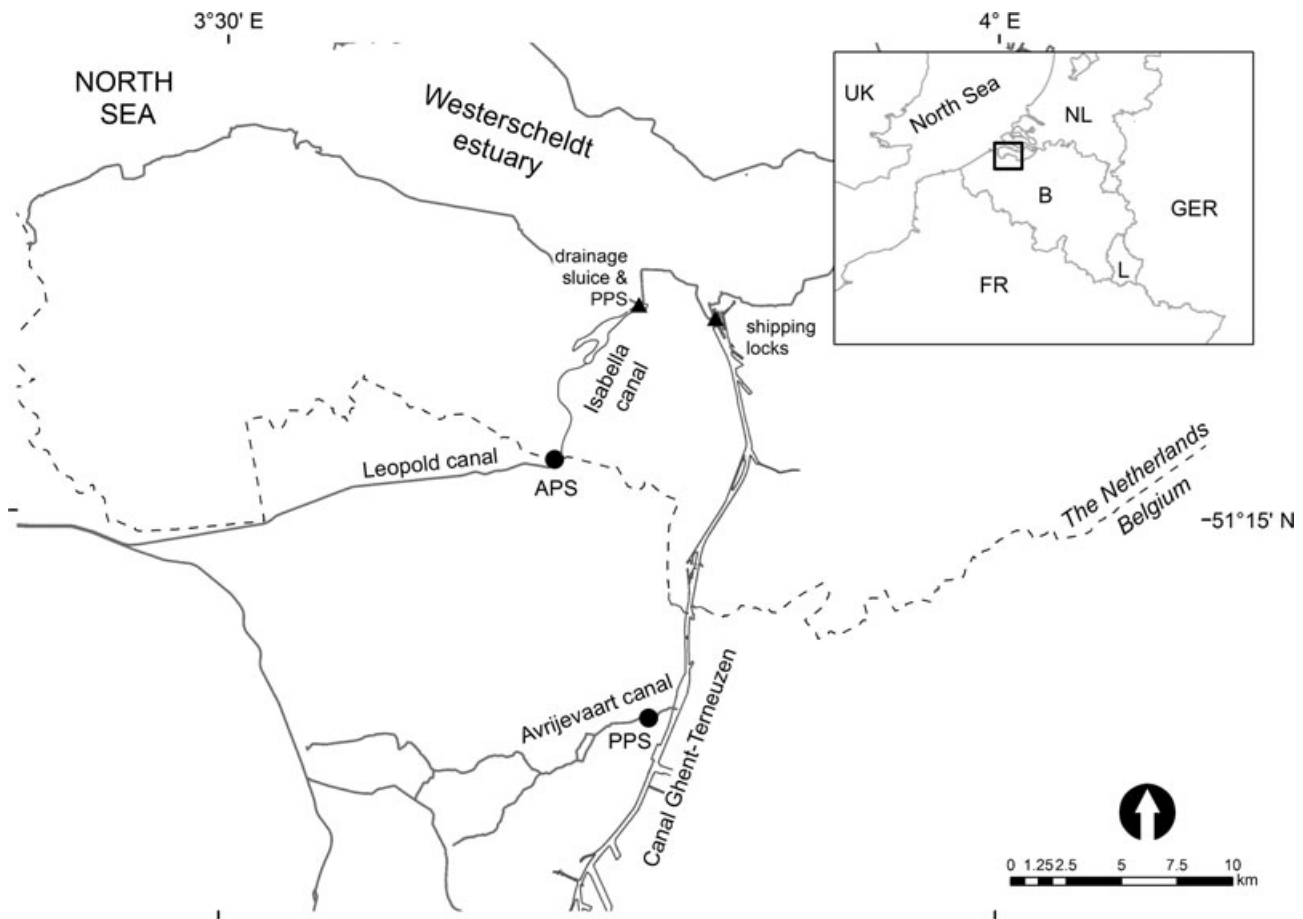 3°30' E
4° E
NORTH
SEA
Westerscheldt
estuary
UK
North Sea
NL
B
GER
L
FR
drainage
sluice &
PPS
shipping
locks
Isabella
canal
Leopold canal
APS
The Netherlands
Belgium
51°15' N
Avrijevaart canal
PPS
Canal Ghent-Terneuzen
0 1.25 2.5 5 7.5 10
km